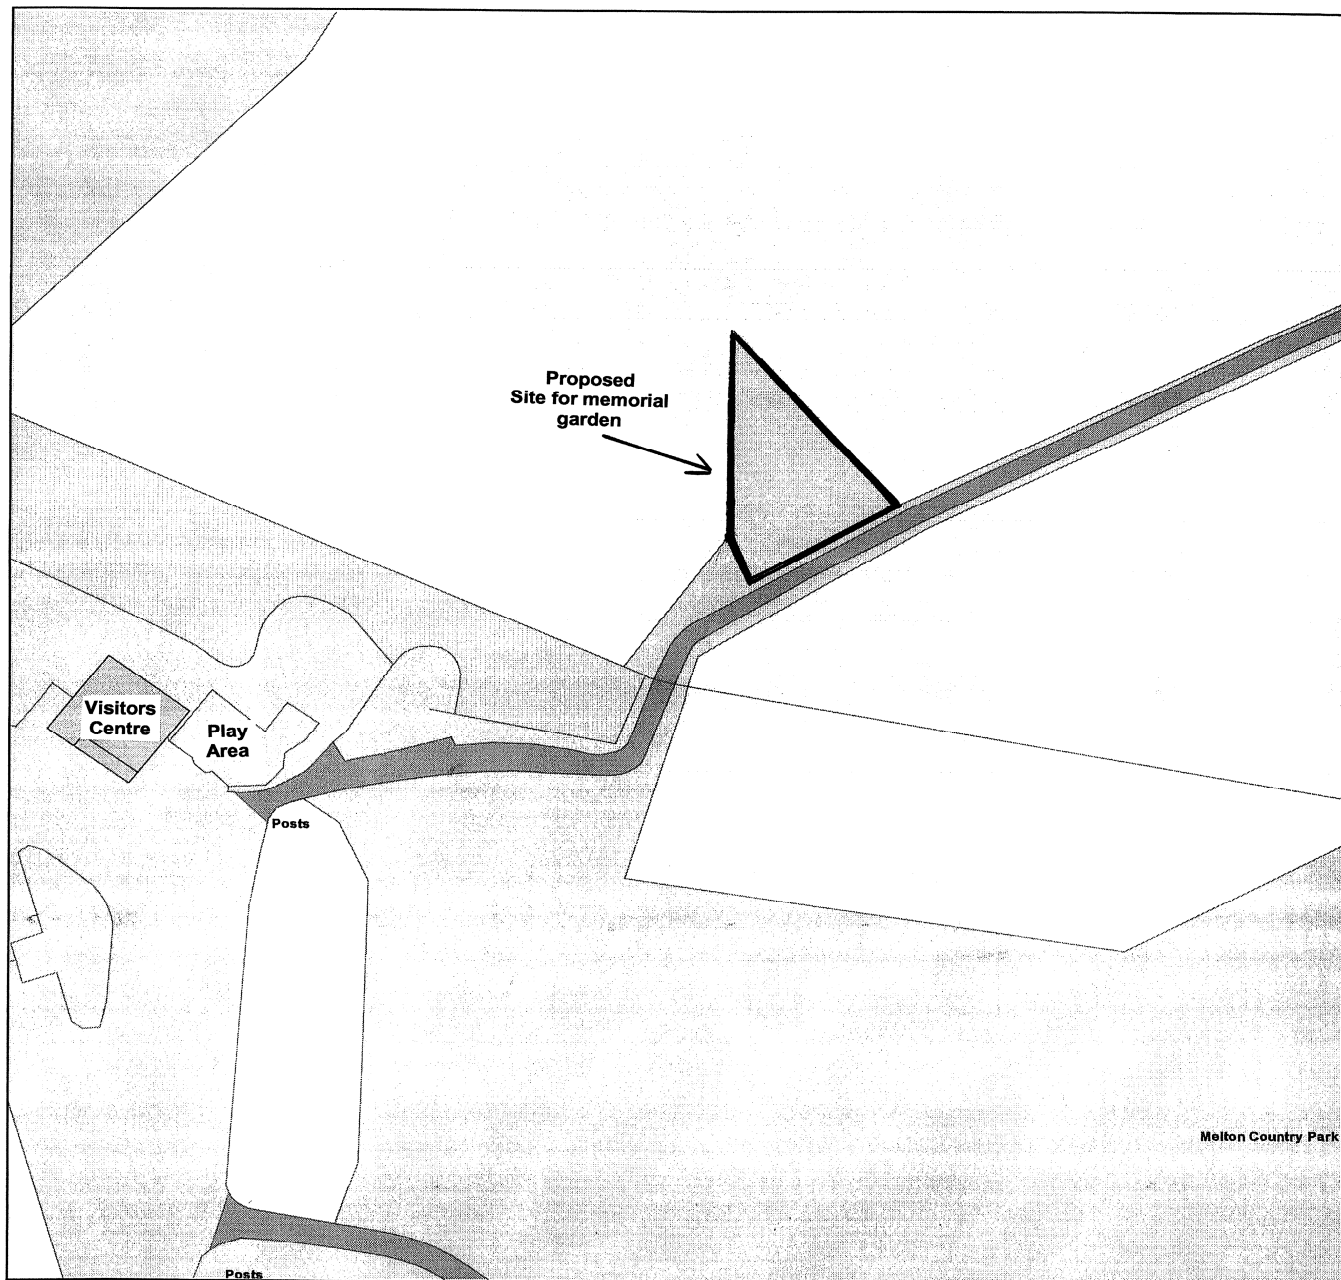 Proposed
Site for memorial
garden
Visitors
Centre
Play
Area
Posts
Melton Country Park
Posts